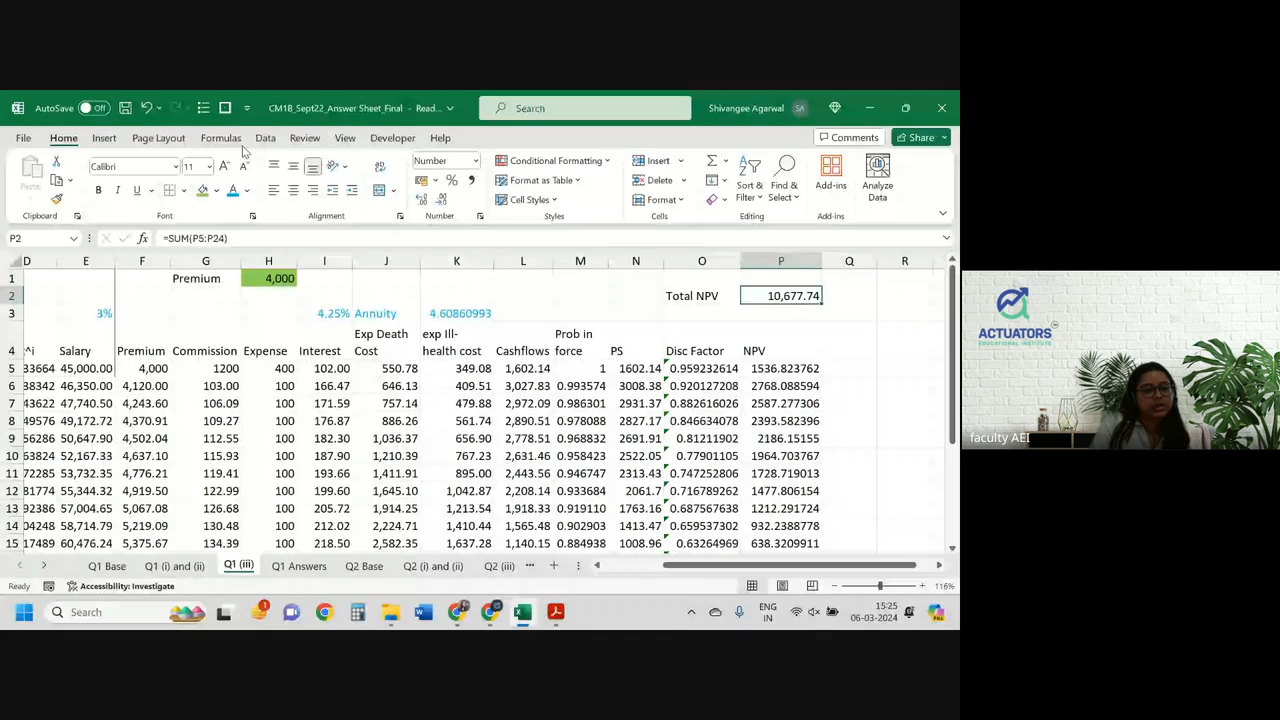 AutoSave Off CM1B_Sept22_Answer Sheet_Final - Read... Search Shivangee Agarwal SA
File Home Insert Page Layout Formulas Data Review View Developer Help Comments Share
Paste Calibri 11 Number Conditional Formatting Insert Sort & Filter Find & Select Add-ins Analyze Data
Format as Table Delete
Cell Styles Format
Clipboard Font Alignment Number Styles Cells Editing Add-ins
P2 fx =SUM(P5:P24)
D E F G H I J K L M N O P Q R
1 Premium 4,000
2 Total NPV 10,677.74
3 3% 4.25% Annuity 4.60860993
Exp Death exp Ill- Prob in
4 :^i Salary Premium Commission Expense Interest Cost health cost Cashflows force PS Disc Factor NPV
5 33664 45,000.00 4,000 1200 400 102.00 550.78 349.08 1,602.14 1 1602.14 0.959232614 1536.823762
6 38342 46,350.00 4,120.00 103.00 100 166.47 646.13 409.51 3,027.83 0.993574 3008.38 0.920127208 2768.088594
7 43622 47,740.50 4,243.60 106.09 100 171.59 757.14 479.88 2,972.09 0.986301 2931.37 0.882616026 2587.277306
8 49576 49,172.72 4,370.91 109.27 100 176.87 886.26 561.74 2,890.51 0.978088 2827.17 0.846634078 2393.582396
9 56286 50,647.90 4,502.04 112.55 100 182.30 1,036.37 656.90 2,778.51 0.968832 2691.91 0.81211902 2186.15155
10 63824 52,167.33 4,637.10 115.93 100 187.90 1,210.39 767.23 2,631.46 0.958423 2522.05 0.77901105 1964.703767
11 72285 53,732.35 4,776.21 119.41 100 193.66 1,411.91 895.00 2,443.56 0.946747 2313.43 0.747252806 1728.719013
12 81774 55,344.32 4,919.50 122.99 100 199.60 1,645.10 1,042.87 2,208.14 0.933684 2061.7 0.716789262 1477.806154
13 92386 57,004.65 5,067.08 126.68 100 205.72 1,914.25 1,213.54 1,918.33 0.919110 1763.16 0.687567638 1212.291724
14 04248 58,714.79 5,219.09 130.48 100 212.02 2,224.71 1,410.44 1,565.48 0.902903 1413.47 0.659537302 932.2388778
15 17489 60,476.24 5,375.67 134.39 100 218.50 2,582.35 1,637.28 1,140.15 0.884938 1008.96 0.63264969 638.3209911
Q1 Base Q1 (i) and (ii) Q1 (iii) Q1 Answers Q2 Base Q2 (i) and (ii) Q2 (iii)
Ready Accessibility: Investigate 116%
Search ENG IN 15:25 06-03-2024
ACTUATORS
EDUCATIONAL INSTITUTE
faculty AEI